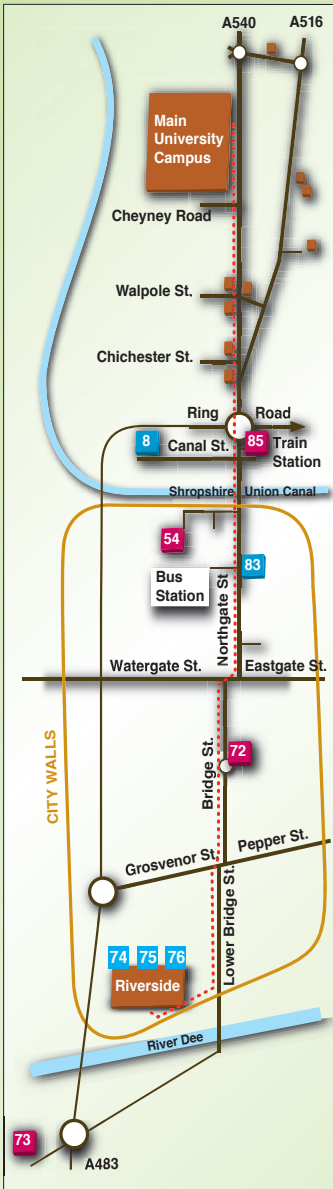 A540
A516
Main
University
Campus
Cheyney Road
Walpole St.
Chichester St.
Ring Road
8
85
Canal St.
Train
Station
Shropshire Union Canal
54
83
Bus
Station
Northgate St
Watergate St.
Eastgate St.
CITY WALLS
Bridge St.
72
Pepper St.
Grosvenor St.
Lower Bridge St.
74 75 76
Riverside
River Dee
73
A483